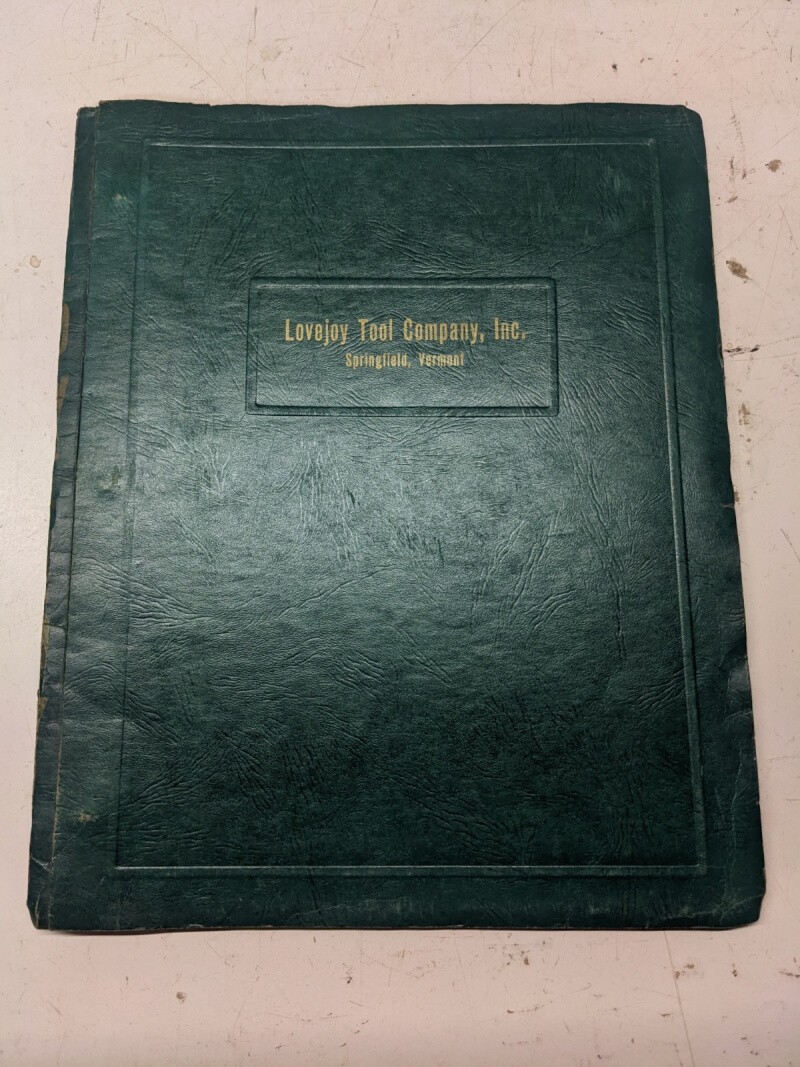 Lovejoy Tool Company, Inc.
Springfield, Vermont